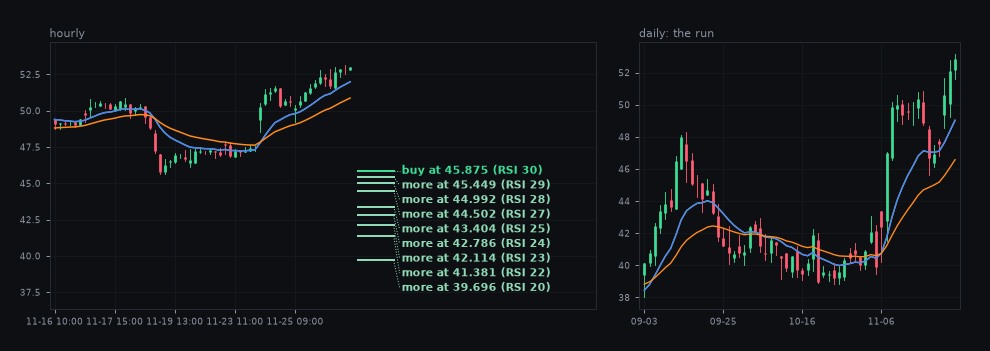 hourly
52.5
50.0
47.5
45.0
42.5
40.0
37.5
buy at 45.875 (RSI 30)
more at 45.449 (RSI 29)
more at 44.992 (RSI 28)
more at 44.502 (RSI 27)
more at 43.404 (RSI 25)
more at 42.786 (RSI 24)
more at 42.114 (RSI 23)
more at 41.381 (RSI 22)
more at 39.696 (RSI 20)
11-16 10:00 11-17 15:00 11-19 13:00 11-23 11:00 11-25 09:00
daily: the run
52
50
48
46
44
42
40
38
09-03 09-25 10-16 11-06